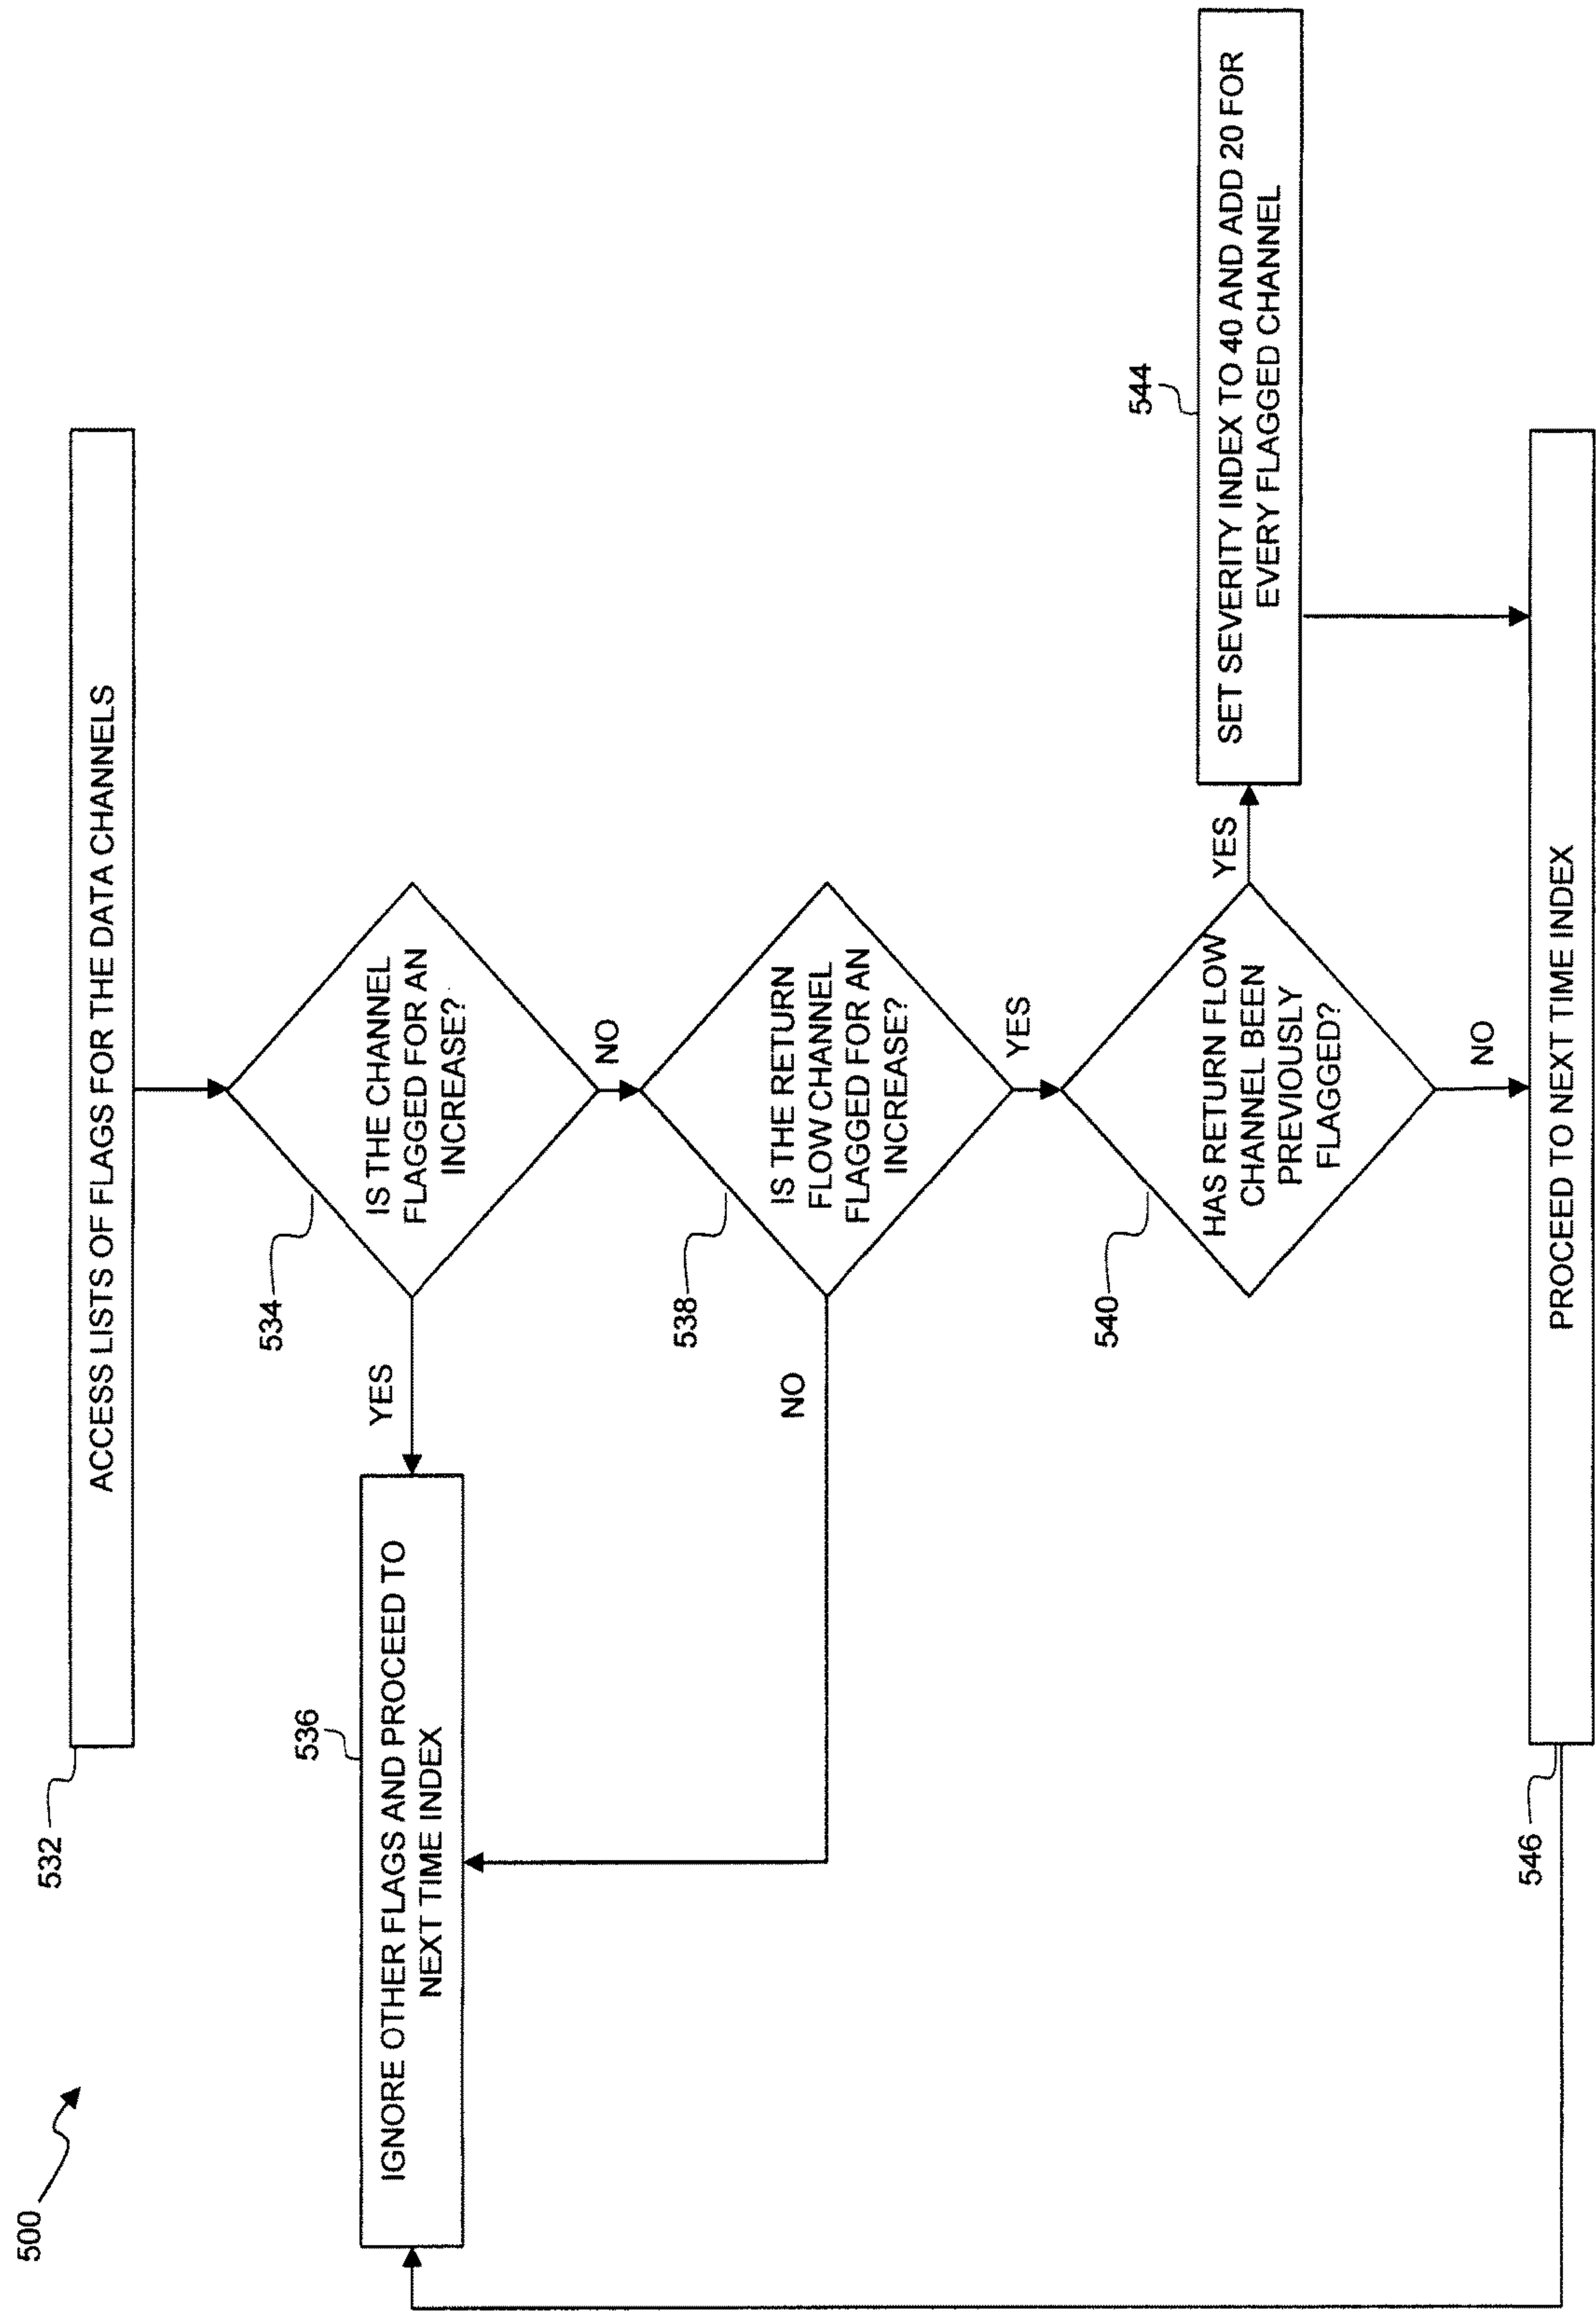 500
532
ACCESS LISTS OF FLAGS FOR THE DATA CHANNELS
534
IS THE CHANNEL
FLAGGED FOR AN
INCREASE?
YES
NO
536
IGNORE OTHER FLAGS AND PROCEED TO
NEXT TIME INDEX
538
IS THE RETURN
FLOW CHANNEL
FLAGGED FOR AN
INCREASE?
NO
YES
540
HAS RETURN FLOW
CHANNEL BEEN
PREVIOUSLY
FLAGGED?
YES
NO
544
SET SEVERITY INDEX TO 40 AND ADD 20 FOR
EVERY FLAGGED CHANNEL
546
PROCEED TO NEXT TIME INDEX